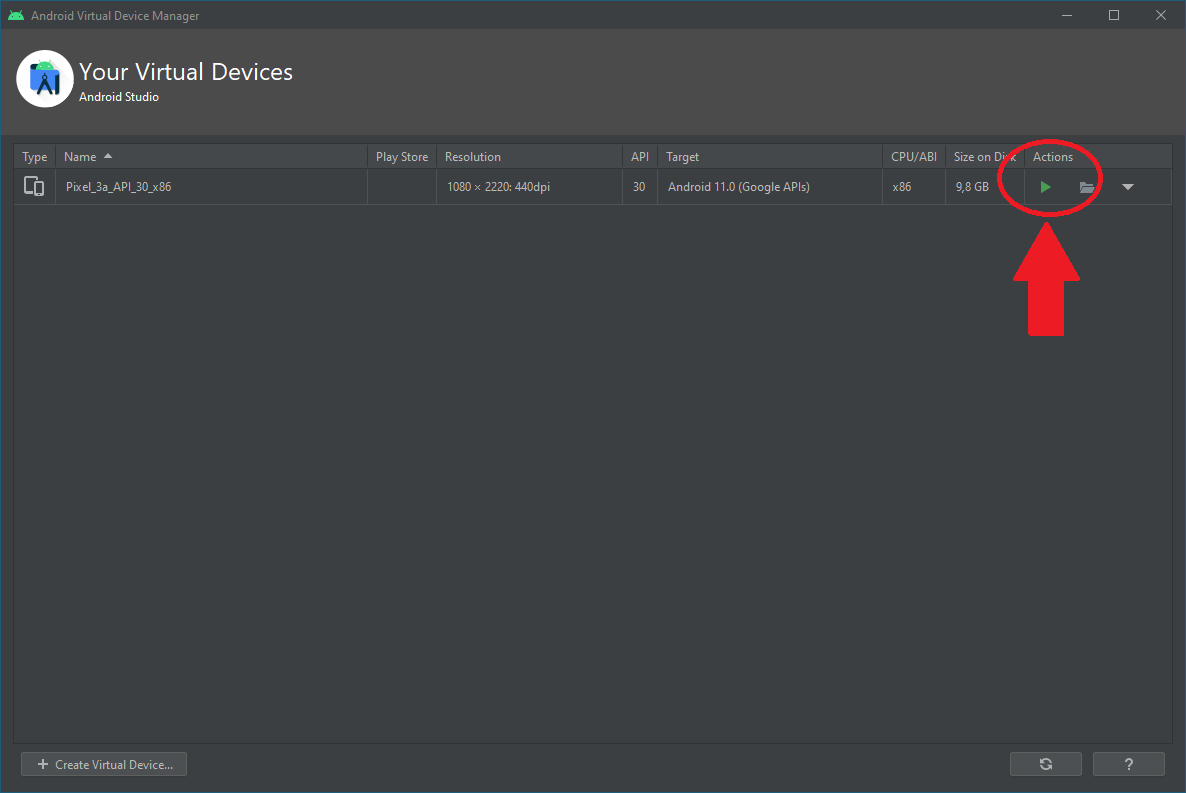 Android Virtual Device Manager
Your Virtual Devices
Android Studio
Type Name Play Store Resolution API Target CPU/ABI Size on Disk Actions
Pixel_3a_API_30_x86 1080 × 2220: 440dpi 30 Android 11.0 (Google APIs) x86 9,8 GB
+ Create Virtual Device... ?